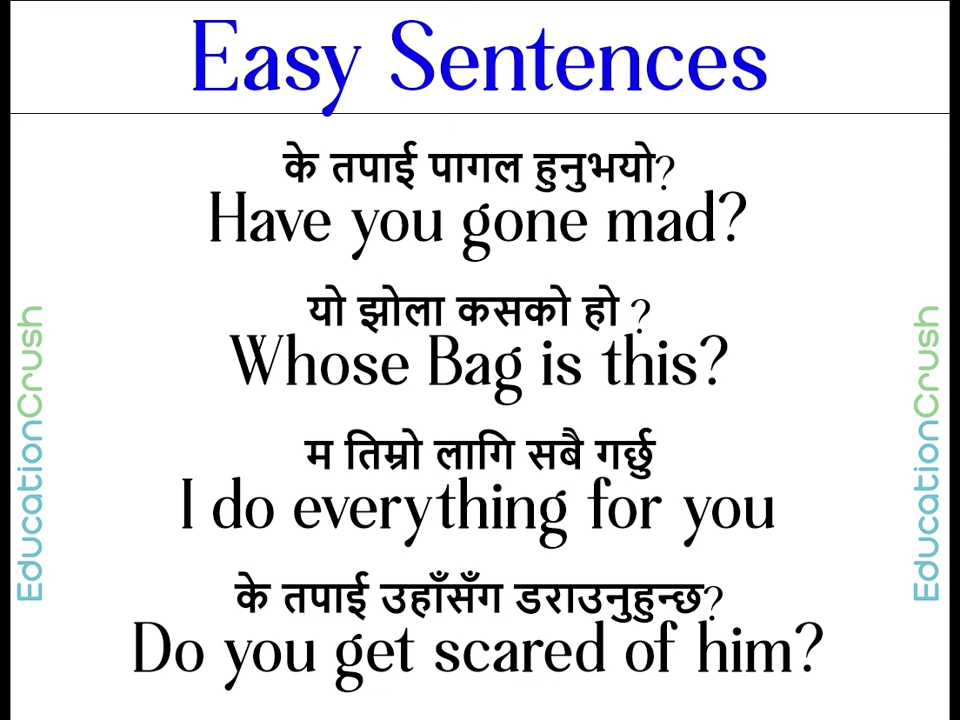 Easy Sentences
के तपाई पागल हुनुभयो?
Have you gone mad?
यो झोला कसको हो ?
Whose Bag is this?
म तिम्रो लागि सबै गर्छु
I do everything for you
के तपाई उहाँसँग डराउनुहुन्छ?
Do you get scared of him?
EducationCrush
EducationCrush